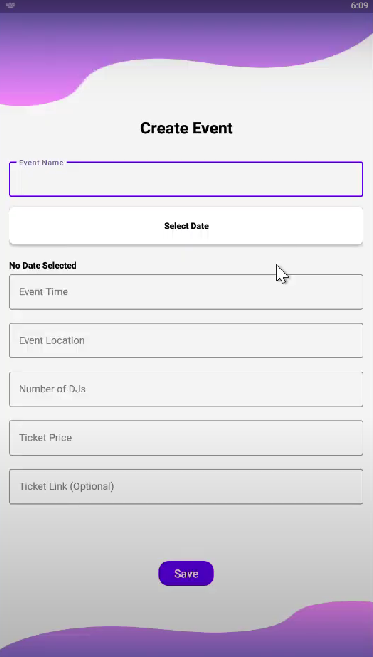 6:09
Create Event
Event Name
Select Date
No Date Selected
Event Time
Event Location
Number of DJs
Ticket Price
Ticket Link (Optional)
Save